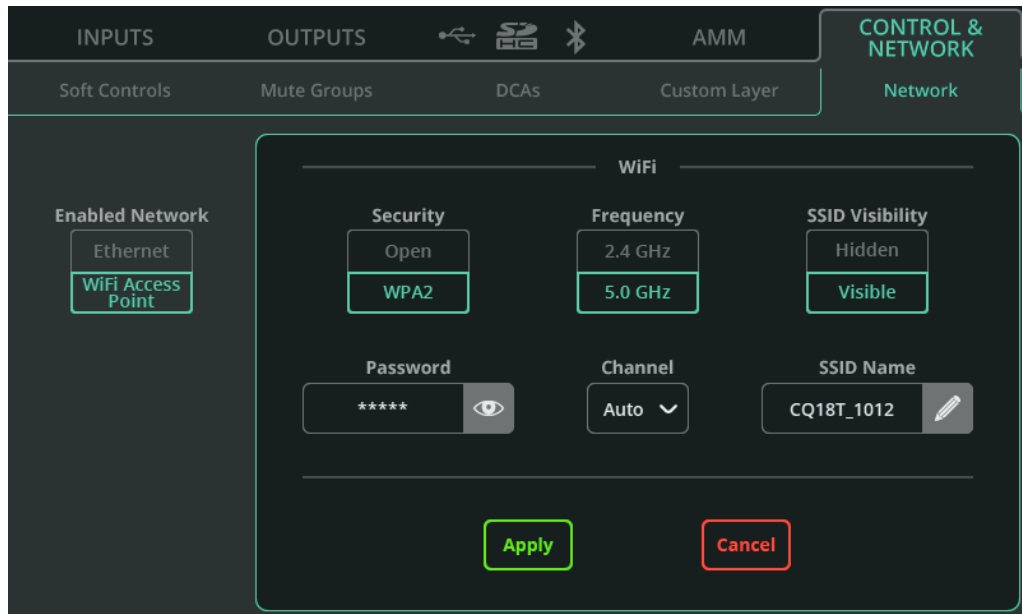 INPUTS
OUTPUTS
SD HC
AMM
CONTROL &
NETWORK
Soft Controls
Mute Groups
DCAs
Custom Layer
Network
WiFi
Enabled Network
Ethernet
WiFi Access
Point
Security
Open
WPA2
Frequency
2.4 GHz
5.0 GHz
SSID Visibility
Hidden
Visible
Password
*****
Channel
Auto
SSID Name
CQ18T_1012
Apply
Cancel